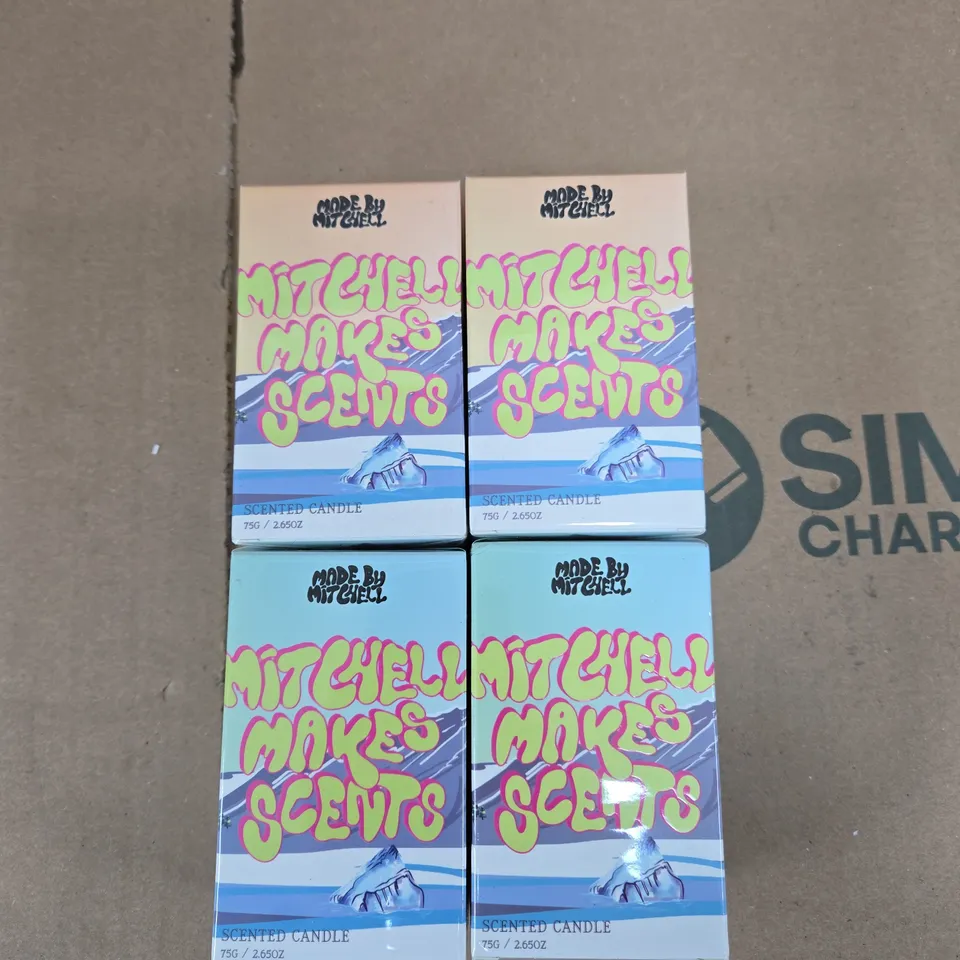 MADE BY
MITCHELL
MITCHELL
MAKES
SCENTS
SCENTED CANDLE
75G / 2.65OZ
MADE BY
MITCHELL
MITCHELL
MAKES
SCENTS
SCENTED CANDLE
75G / 2.65OZ
SIM
CHAR
MADE BY
MITCHELL
MITCHELL
MAKES
SCENTS
SCENTED CANDLE
75G / 2.65OZ
MADE BY
MITCHELL
MITCHELL
MAKES
SCENTS
SCENTED CANDLE
75G / 2.65OZ